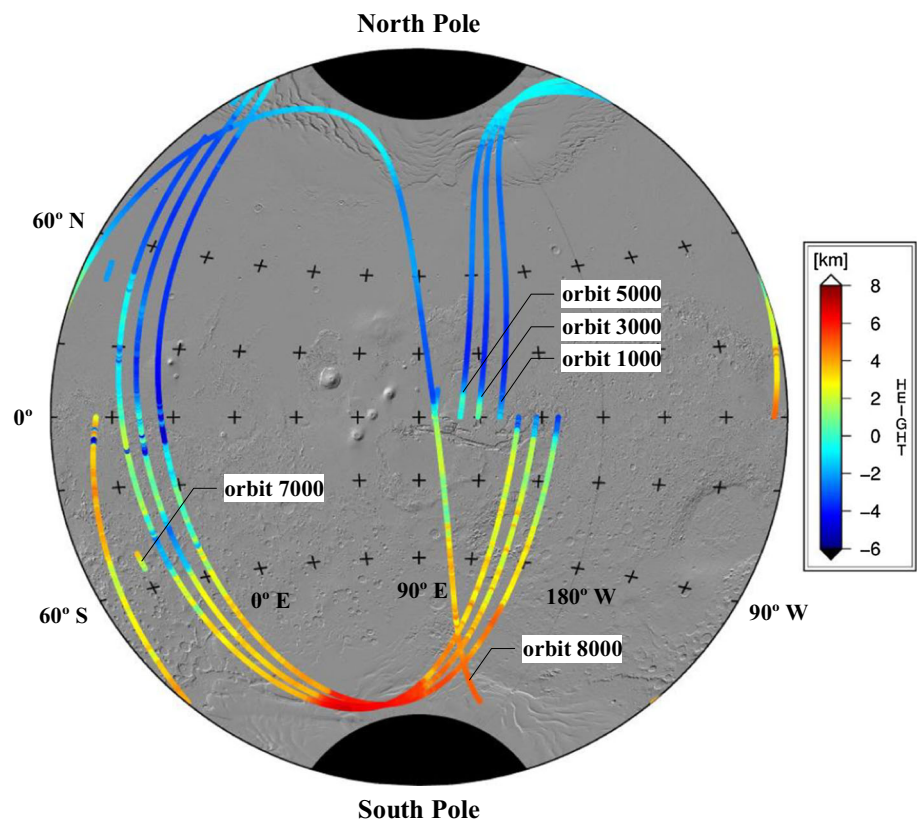 North Pole
60º N
[km]
8
orbit 5000
6
orbit 3000
4
orbit 1000
2
HEIGHT
0º
0
-2
orbit 7000
-4
-6
0º E
90º E
180º W
60º S
90º W
orbit 8000
South Pole